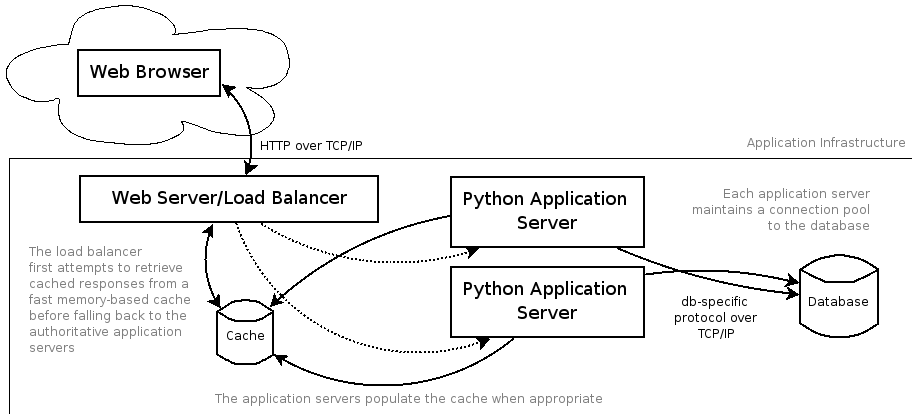 Web Browser
HTTP over TCP/IP
Application Infrastructure
Web Server/Load Balancer
Python Application
Server
Each application server
maintains a connection pool
to the database
The load balancer
first attempts to retrieve
cached responses from a
fast memory-based cache
before falling back to the
authoritative application
servers
Cache
Python Application
Server
db-specific
protocol over
TCP/IP
Database
The application servers populate the cache when appropriate